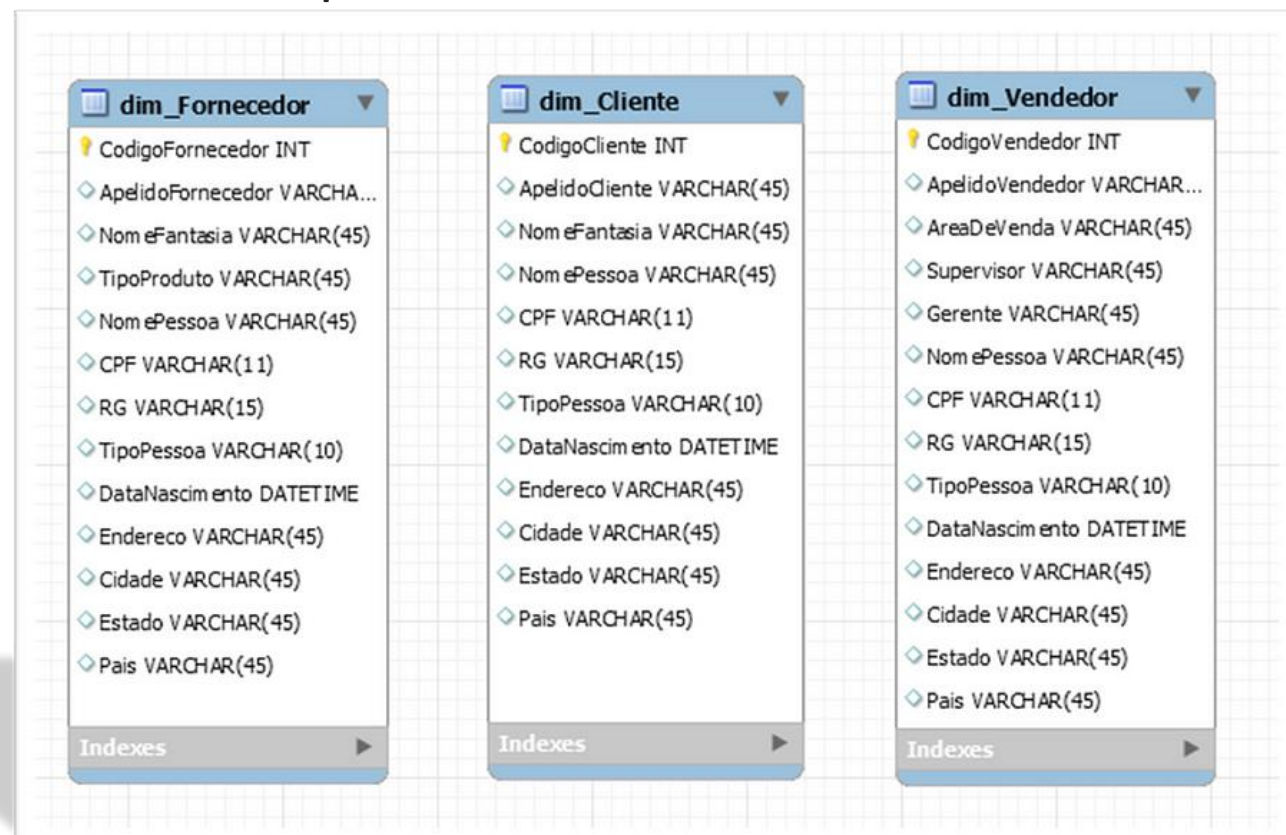 dim_Fornecedor
CodigoFornecedor INT
ApelidoFornecedor VARCHA...
NomeFantasia VARCHAR(45)
TipoProduto VARCHAR(45)
NomePessoa VARCHAR(45)
CPF VARCHAR(11)
RG VARCHAR(15)
TipoPessoa VARCHAR(10)
DataNascimento DATETIME
Endereco VARCHAR(45)
Cidade VARCHAR(45)
Estado VARCHAR(45)
Pais VARCHAR(45)
Indexes
dim_Cliente
CodigoCliente INT
ApelidoCliente VARCHAR(45)
NomeFantasia VARCHAR(45)
NomePessoa VARCHAR(45)
CPF VARCHAR(11)
RG VARCHAR(15)
TipoPessoa VARCHAR(10)
DataNascimento DATETIME
Endereco VARCHAR(45)
Cidade VARCHAR(45)
Estado VARCHAR(45)
Pais VARCHAR(45)
Indexes
dim_Vendedor
CodigoVendedor INT
ApelidoVendedor VARCHAR...
AreaDeVenda VARCHAR(45)
Supervisor VARCHAR(45)
Gerente VARCHAR(45)
NomePessoa VARCHAR(45)
CPF VARCHAR(11)
RG VARCHAR(15)
TipoPessoa VARCHAR(10)
DataNascimento DATETIME
Endereco VARCHAR(45)
Cidade VARCHAR(45)
Estado VARCHAR(45)
Pais VARCHAR(45)
Indexes